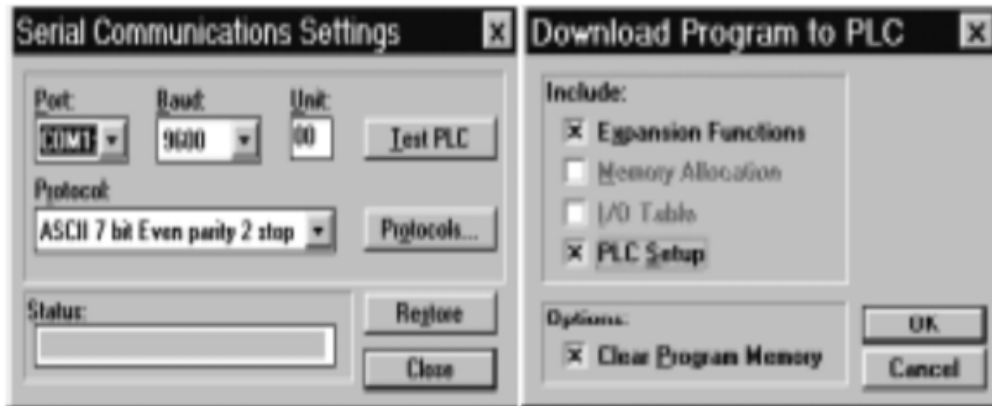 Serial Communications Settings
Port: Baud: Unit:
COM1: 9600 00 Test PLC
Protocol:
ASCII 7 bit Even parity 2 stop Protocols...
Status:
Restore
Close
Download Program to PLC
Include:
Expansion Functions
Memory Allocation
I/O Table
PLC Setup
Options:
Clear Program Memory
OK
Cancel